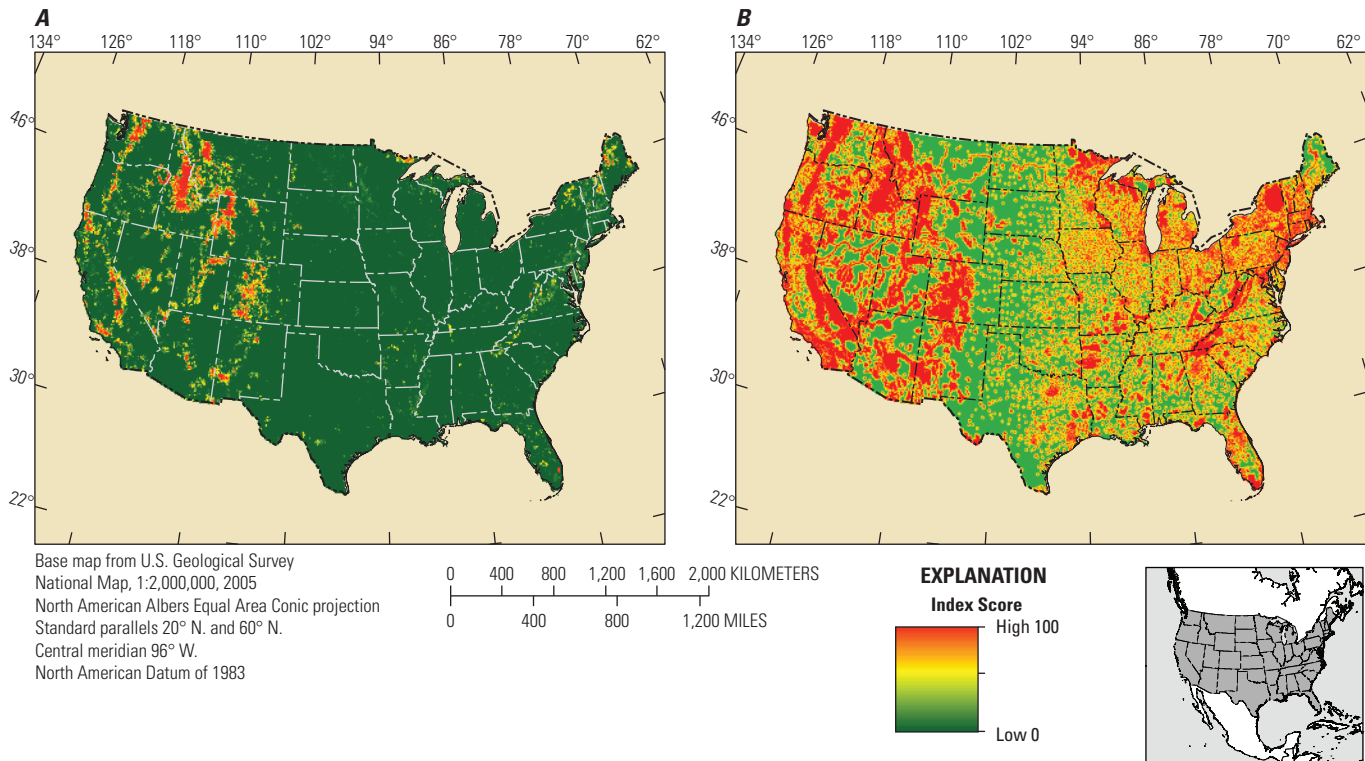 A
134° 126° 118° 110° 102° 94° 86° 78° 70° 62°
46°
38°
30°
22°
B
134° 126° 118° 110° 102° 94° 86° 78° 70° 62°
46°
38°
30°
22°
Base map from U.S. Geological Survey
National Map, 1:2,000,000, 2005
North American Albers Equal Area Conic projection
Standard parallels 20° N. and 60° N.
Central meridian 96° W.
North American Datum of 1983
0 400 800 1,200 1,600 2,000 KILOMETERS
0 400 800 1,200 MILES
EXPLANATION
Index Score
High 100
Low 0